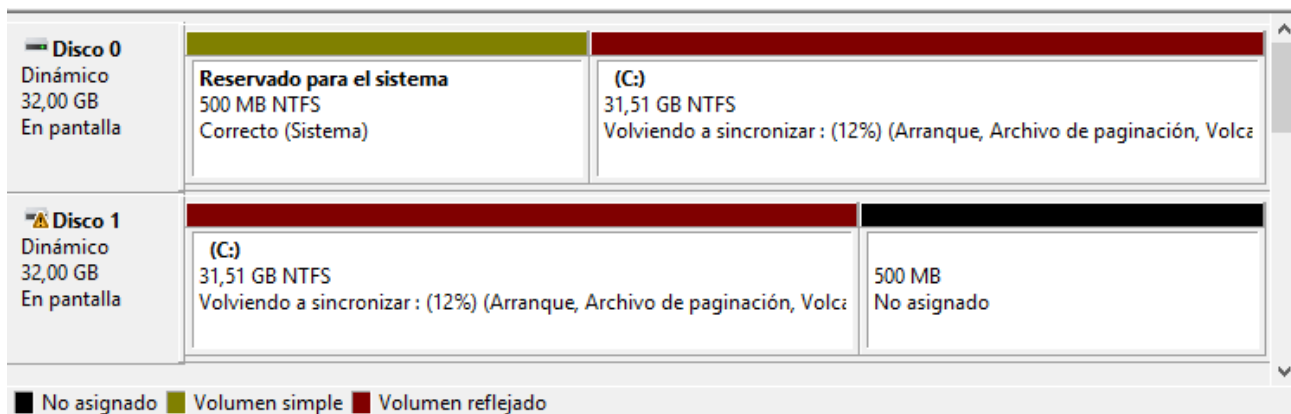 Disco 0
Dinámico
32,00 GB
En pantalla
Reservado para el sistema
500 MB NTFS
Correcto (Sistema)
(C:)
31,51 GB NTFS
Volviendo a sincronizar : (12%) (Arranque, Archivo de paginación, Volca
Disco 1
Dinámico
32,00 GB
En pantalla
(C:)
31,51 GB NTFS
Volviendo a sincronizar : (12%) (Arranque, Archivo de paginación, Volca
500 MB
No asignado
No asignado Volumen simple Volumen reflejado